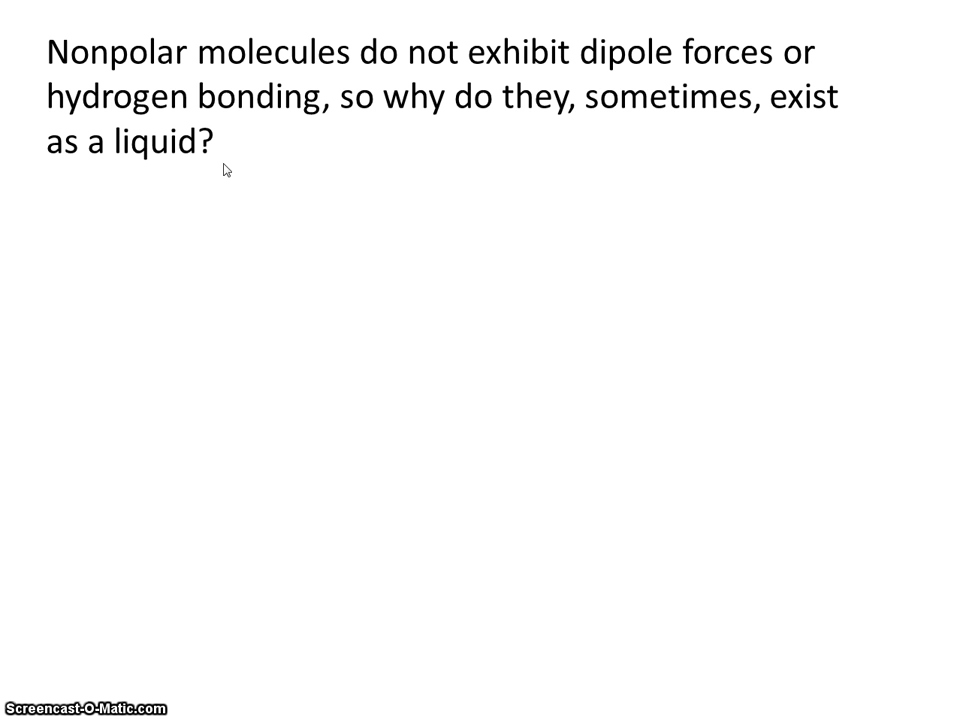 Nonpolar molecules do not exhibit dipole forces or
hydrogen bonding, so why do they, sometimes, exist
as a liquid?
Screencast-O-Matic.com